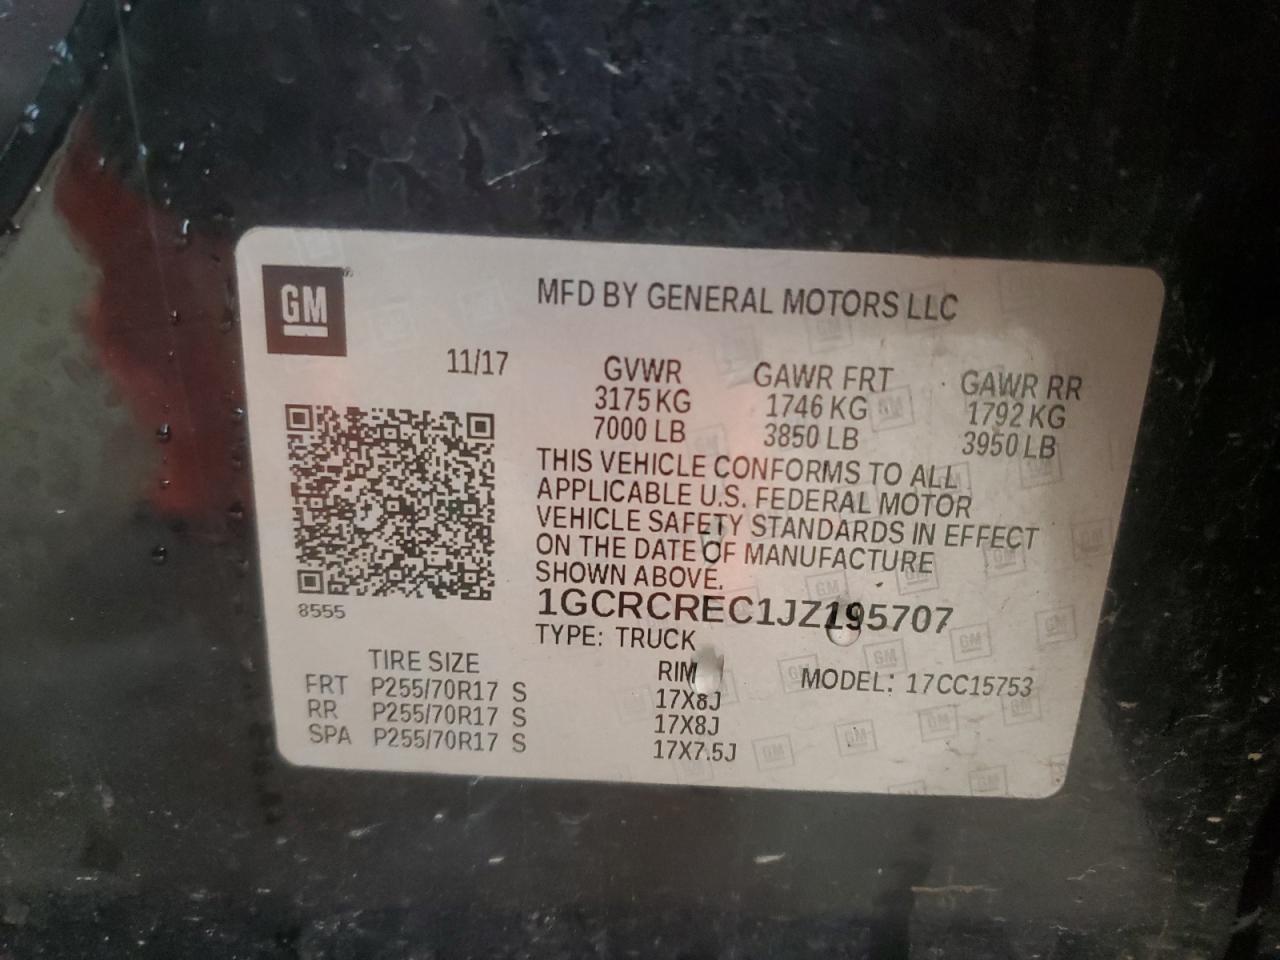 GM
MFD BY GENERAL MOTORS LLC
11/17 GVWR GAWR FRT GAWR RR
3175 KG 1746 KG 1792 KG
7000 LB 3850 LB 3950 LB
THIS VEHICLE CONFORMS TO ALL
APPLICABLE U.S. FEDERAL MOTOR
VEHICLE SAFETY STANDARDS IN EFFECT
ON THE DATE OF MANUFACTURE
SHOWN ABOVE.
8555
1GCRCREC1JZ195707
TYPE: TRUCK
TIRE SIZE RIM MODEL: 17CC15753
FRT P255/70R17 S 17X8J
RR P255/70R17 S 17X8J
SPA P255/70R17 S 17X7.5J